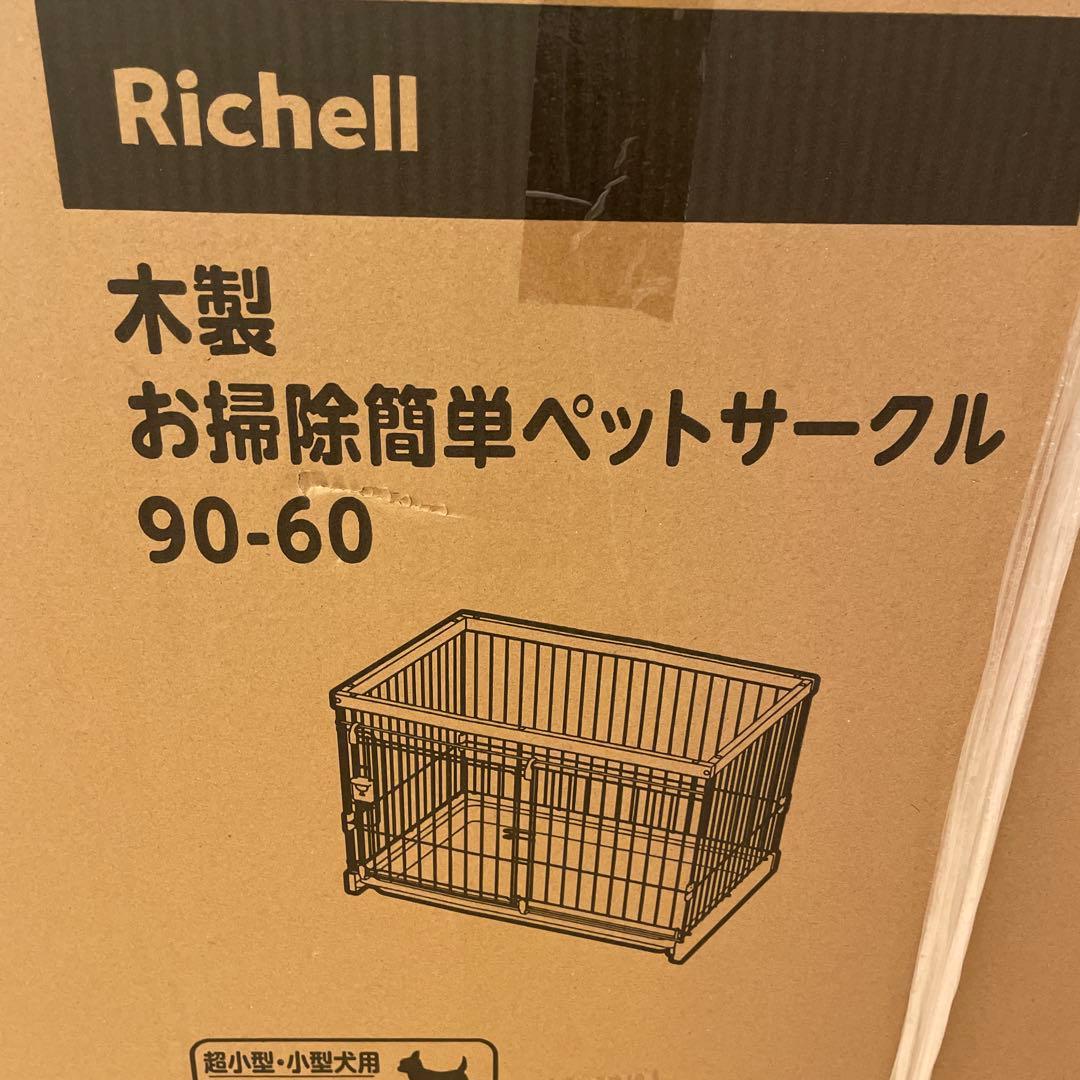 Richell
木製
お掃除簡単ペットサークル
90-60
超小型・小型犬用